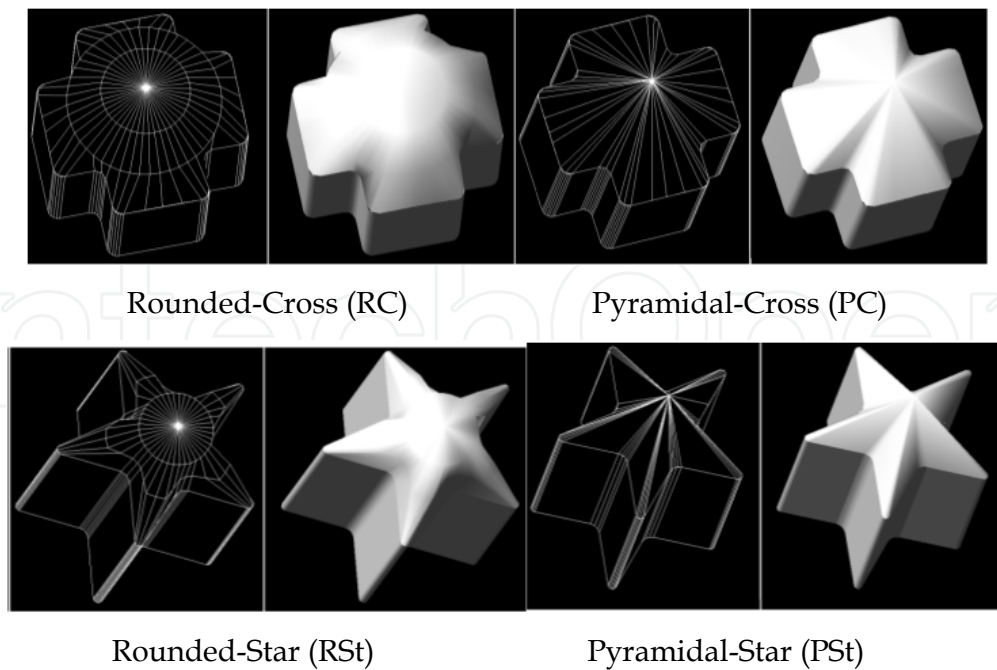 Rounded-Cross (RC)
Pyramidal-Cross (PC)
Rounded-Star (RSt)
Pyramidal-Star (PSt)